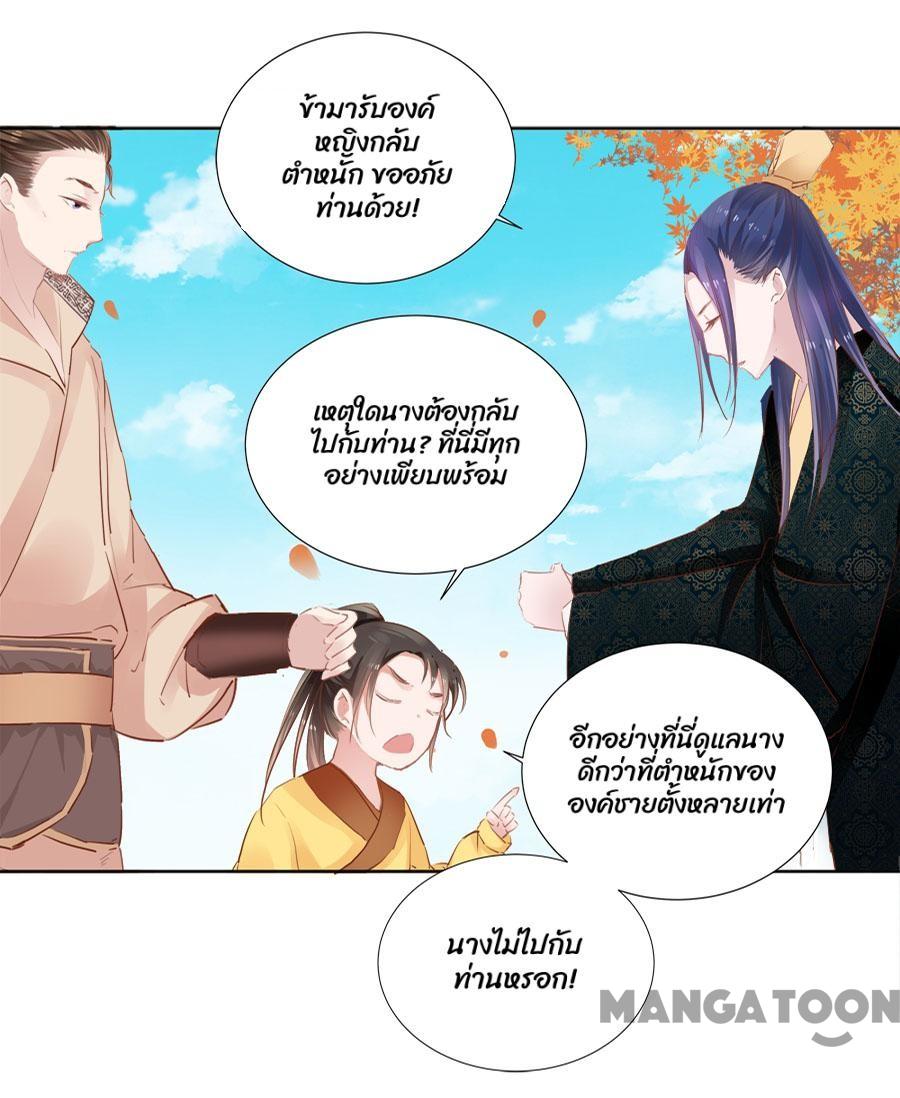 ข้ามารับองค์
หญิงกลับ
ตำหนัก ขออภัย
ท่านด้วย!
เหตุใดนางต้องกลับ
ไปกับท่าน? ที่นี่มีทุก
อย่างเพียบพร้อม
อีกอย่างที่นี่ดูแลนาง
ดีกว่าที่ตำหนักของ
องค์ชายตั้งหลายเท่า
นางไม่ไปกับ
ท่านหรอก!
MANGATOON